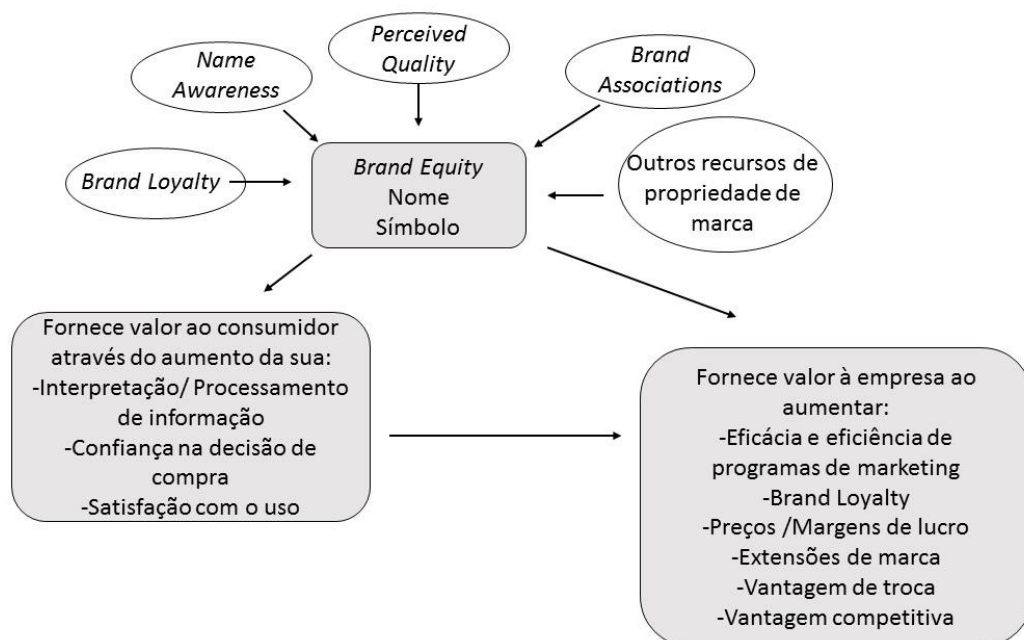 Perceived
Quality
Name
Awareness
Brand
Associations
Brand Loyalty
Brand Equity
Nome
Símbolo
Outros recursos de
propriedade de
marca
Fornece valor ao consumidor
através do aumento da sua:
-Interpretação/ Processamento
de informação
-Confiança na decisão de
compra
-Satisfação com o uso
Fornece valor à empresa ao
aumentar:
-Eficácia e eficiência de
programas de marketing
-Brand Loyalty
-Preços /Margens de lucro
-Extensões de marca
-Vantagem de troca
-Vantagem competitiva